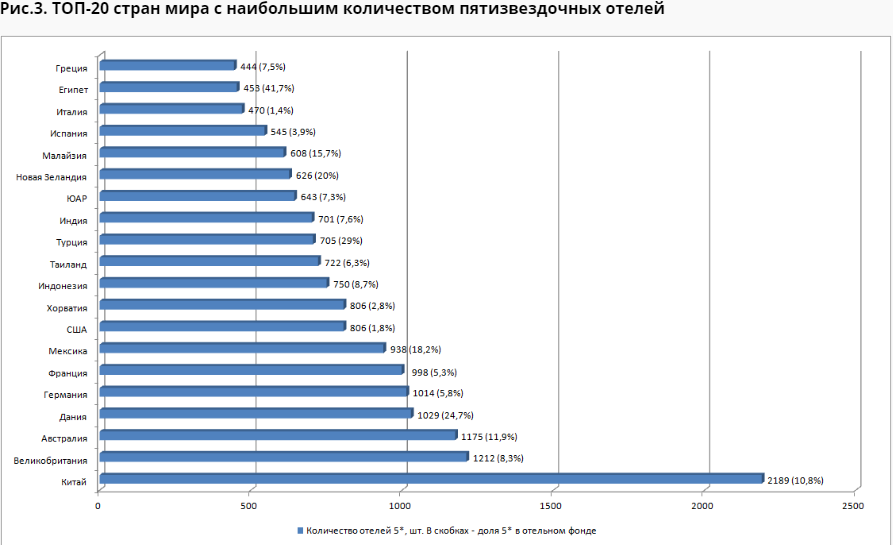 Рис.3. ТОП-20 стран мира с наибольшим количеством пятизвездочных отелей
Греция 444 (7,5%)
Египет 453 (41,7%)
Италия 470 (1,4%)
Испания 545 (3,9%)
Малайзия 608 (15,7%)
Новая Зеландия 626 (20%)
ЮАР 643 (7,3%)
Индия 701 (7,6%)
Турция 705 (29%)
Таиланд 722 (6,3%)
Индонезия 750 (8,7%)
Хорватия 806 (2,8%)
США 806 (1,8%)
Мексика 938 (18,2%)
Франция 998 (5,3%)
Германия 1014 (5,8%)
Дания 1029 (24,7%)
Австралия 1175 (11,9%)
Великобритания 1212 (8,3%)
Китай 2189 (10,8%)
0 500 1000 1500 2000 2500
Количество отелей 5*, шт. В скобках - доля 5* в отельном фонде